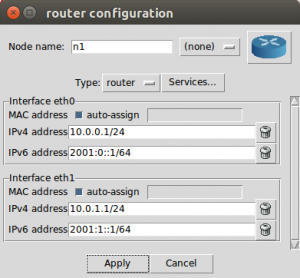 router configuration
Node name: n1 (none)
Type: router Services...
Interface eth0
MAC address auto-assign
IPv4 address 10.0.0.1/24
IPv6 address 2001:0::1/64
Interface eth1
MAC address auto-assign
IPv4 address 10.0.1.1/24
IPv6 address 2001:1::1/64
Apply Cancel